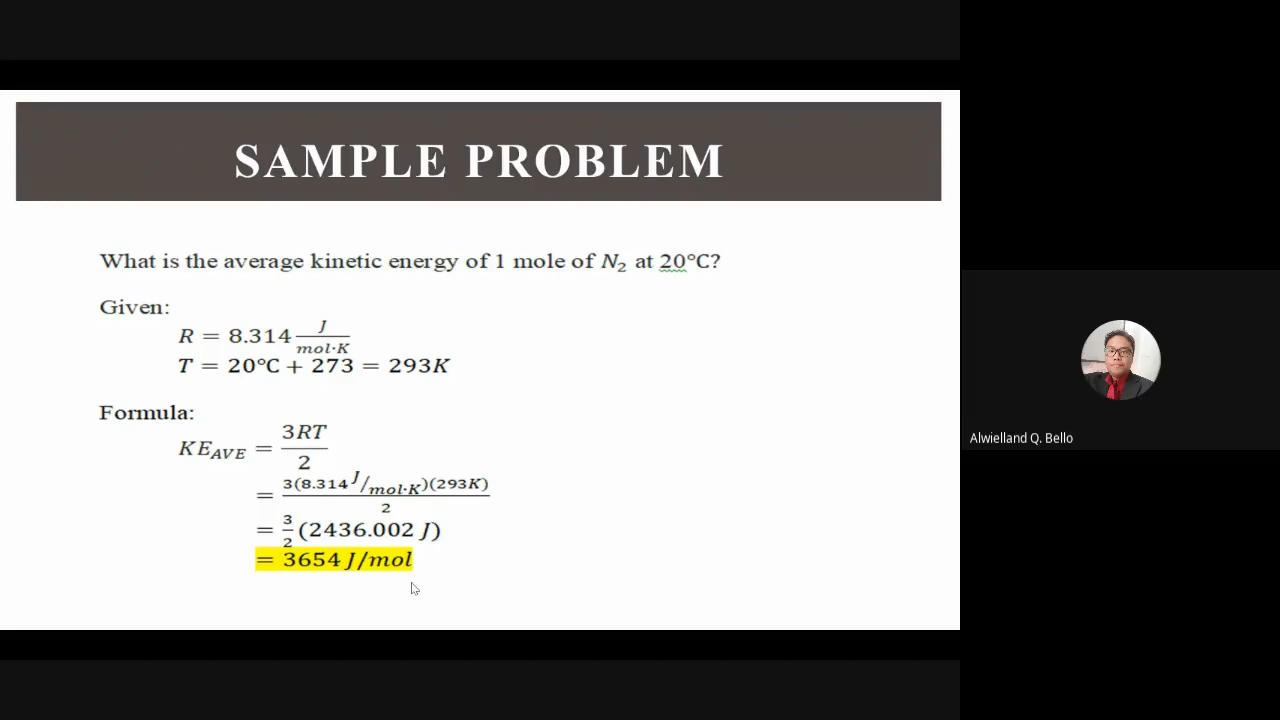 SAMPLE PROBLEM
What is the average kinetic energy of 1 mole of N₂ at 20°C?
Given:
R = 8.314 J/mol·K
T = 20°C + 273 = 293K
Formula:
KE_AVE = 3RT/2
= 3(8.314 J/mol·K)(293K)/2
= 3/2 (2436.002 J)
= 3654 J/mol
Alwielland Q. Bello